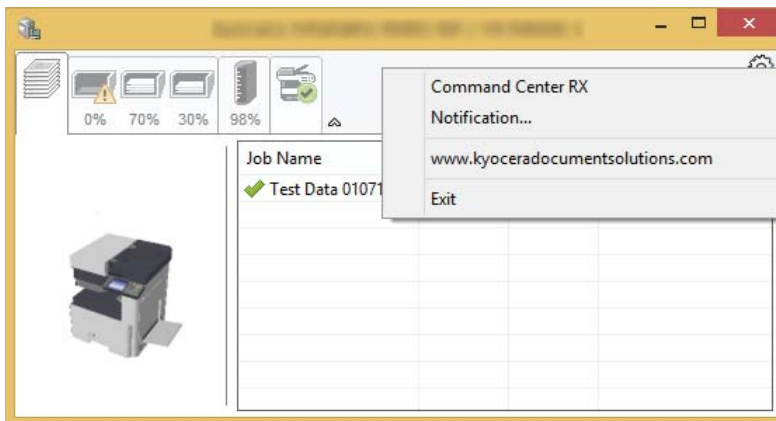 0% 70% 30% 98%
Command Center RX
Notification...
www.kyoceradocumentsolutions.com
Exit
Job Name
Test Data 01071